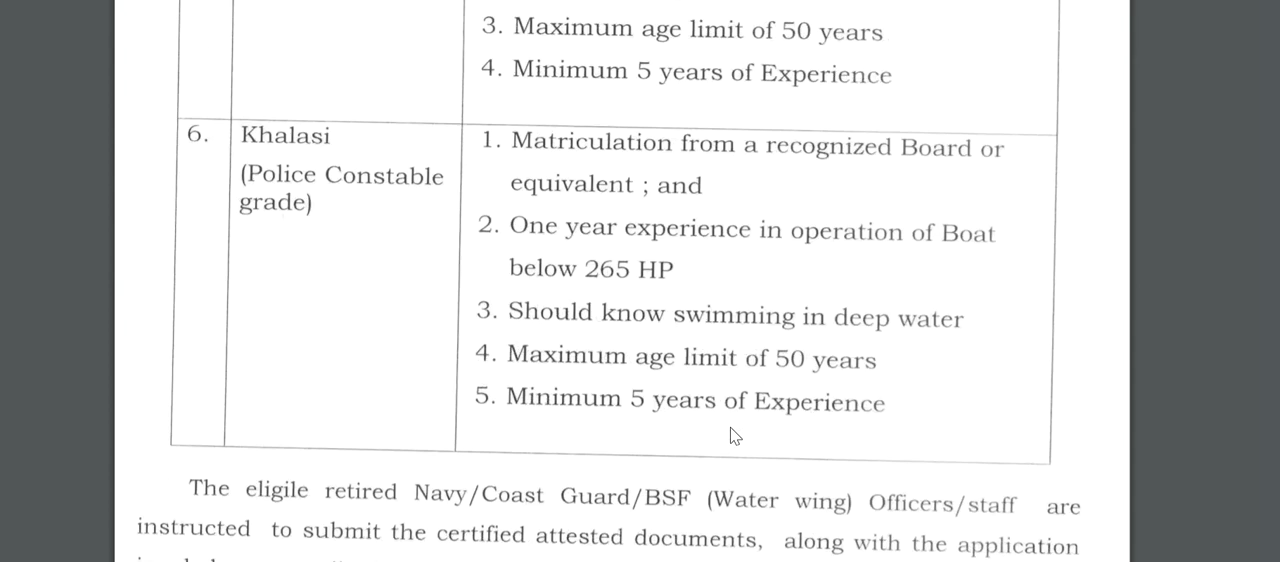 3. Maximum age limit of 50 years
4. Minimum 5 years of Experience
6.
Khalasi
(Police Constable
grade)
1. Matriculation from a recognized Board or
equivalent ; and
2. One year experience in operation of Boat
below 265 HP
3. Should know swimming in deep water
4. Maximum age limit of 50 years
5. Minimum 5 years of Experience
The eligile retired Navy/Coast Guard/BSF (Water wing) Officers/staff are
instructed to submit the certified attested documents, along with the application